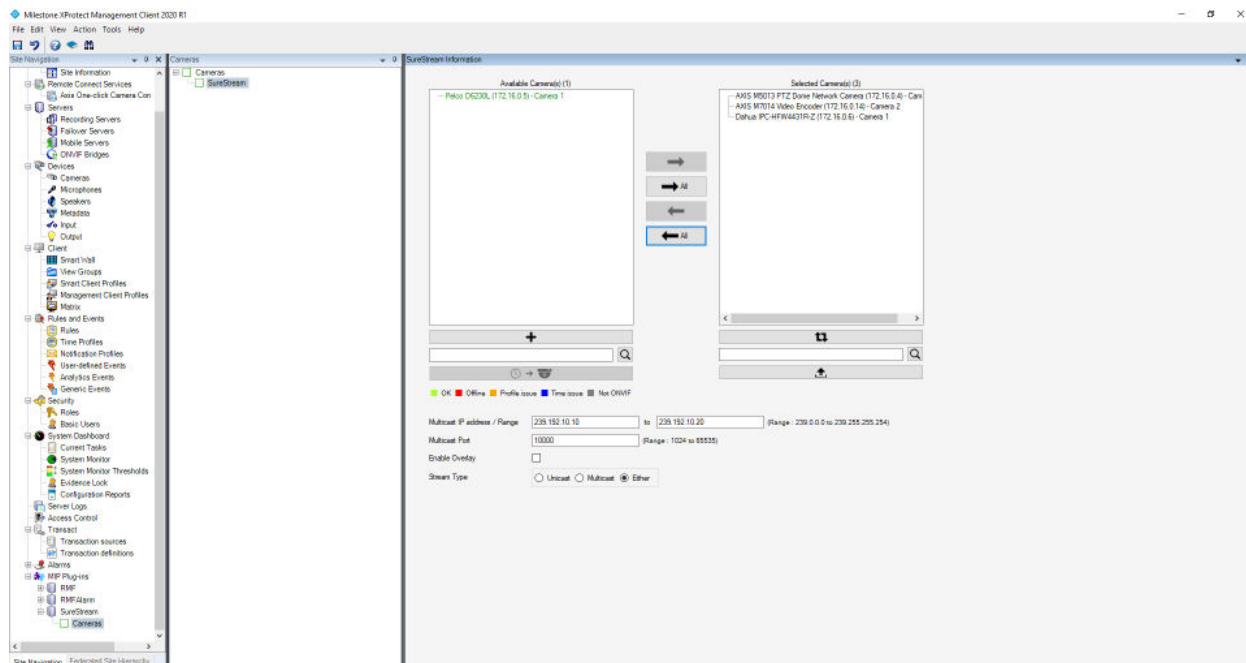 Milestone XProtect Management Client 2020 R1
File Edit View Action Tools Help
Site Navigation
Site Information
Remote Connect Services
Axis One-click Camera Con
Servers
Recording Servers
Failover Servers
Mobile Servers
ONVIF Bridges
Devices
Cameras
Microphones
Speakers
Metadata
Input
Output
Client
Smart Wall
View Groups
Smart Client Profiles
Management Client Profiles
Matrix
Rules and Events
Rules
Time Profiles
Notification Profiles
User-defined Events
Analytics Events
Generic Events
Security
Roles
Basic Users
System Dashboard
Current Tasks
System Monitor
System Monitor Thresholds
Evidence Lock
Configuration Reports
Server Logs
Access Control
Transact
Transaction sources
Transaction definitions
Alarms
MIP Plug-ins
RMF
RMFAlarm
SureStream
Cameras
Site Navigation Federated Site Hierarchy
Cameras
Cameras
SureStream
SureStream Information
Available Camera(s) (1)
Pelco D6230L (172.16.0.5) - Camera 1
All
All
Selected Camera(s) (3)
AXIS M5013 PTZ Dome Network Camera (172.16.0.4) - Cam
AXIS M7014 Video Encoder (172.16.0.14) - Camera 2
Dahua IPC-HFW4431R-Z (172.16.0.6) - Camera 1
OK Offline Profile issue Time issue Not ONVIF
Multicast IP address / Range 239.192.10.10 to 239.192.10.20 (Range : 239.0.0.0 to 239.255.255.254)
Multicast Port 10000 (Range : 1024 to 65535)
Enable Overlay
Stream Type Unicast Multicast Either